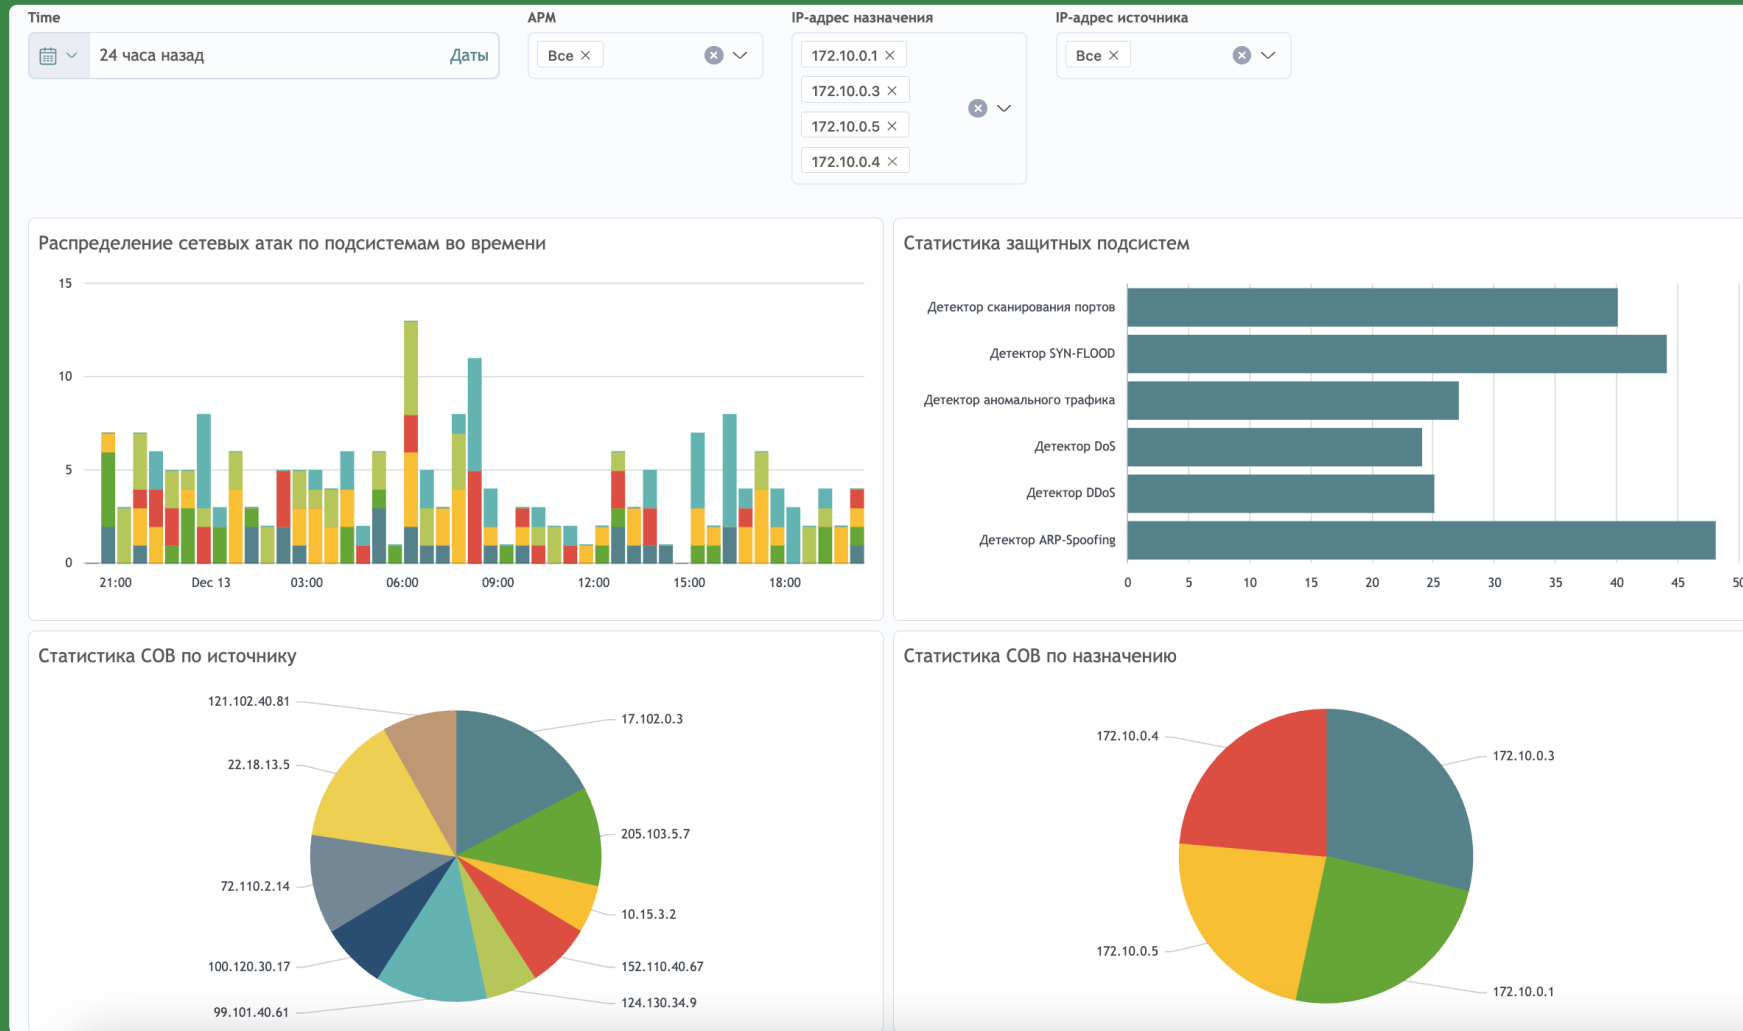 Time
АРМ
IP-адрес назначения
IP-адрес источника
24 часа назад
Даты
Все
172.10.0.1
172.10.0.3
172.10.0.5
172.10.0.4
Все
Распределение сетевых атак по подсистемам во времени
15
10
5
0
21:00
Dec 13
03:00
06:00
09:00
12:00
15:00
18:00
Статистика защитных подсистем
Детектор сканирования портов
Детектор SYN-FLOOD
Детектор аномального трафика
Детектор DoS
Детектор DDoS
Детектор ARP-Spoofing
0
5
10
15
20
25
30
35
40
45
Статистика СОВ по источнику
121.102.40.81
17.102.0.3
22.18.13.5
205.103.5.7
72.110.2.14
10.15.3.2
100.120.30.17
152.110.40.67
99.101.40.61
124.130.34.9
Статистика СОВ по назначению
172.10.0.4
172.10.0.3
172.10.0.5
172.10.0.1